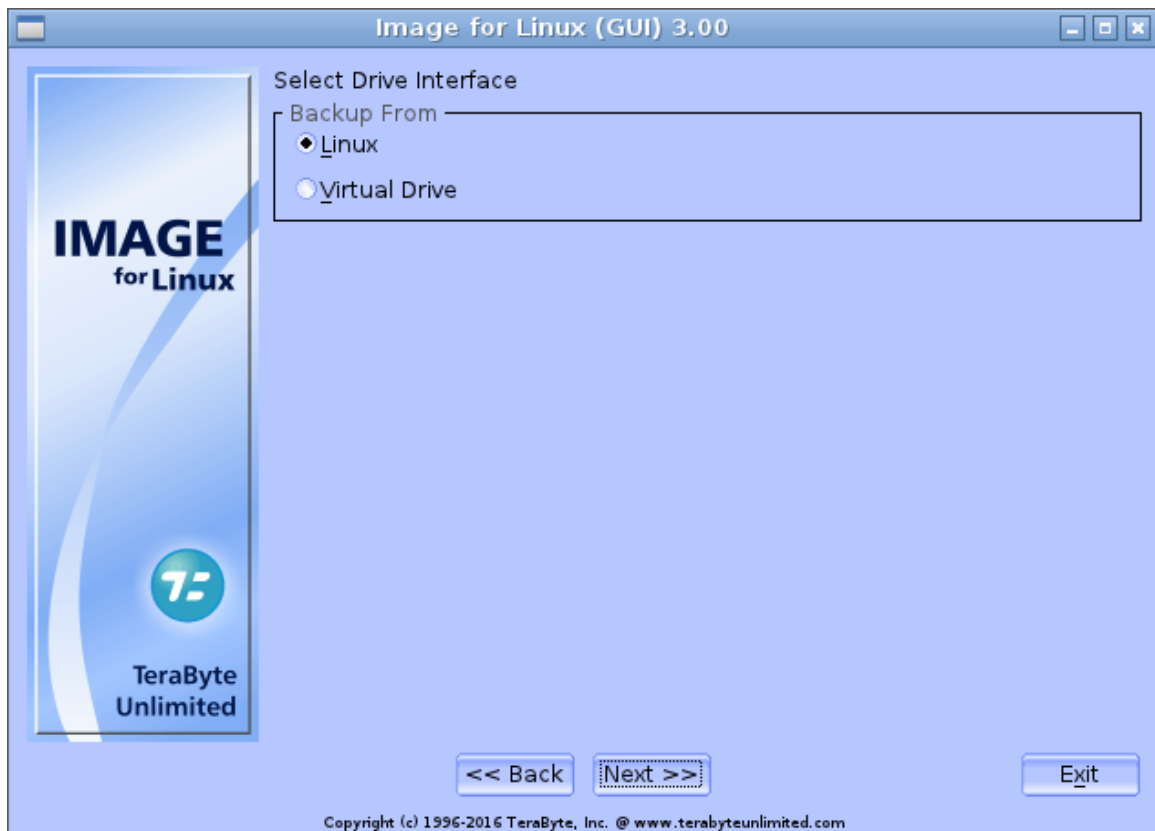 Image for Linux (GUI) 3.00
Select Drive Interface
Backup From
Linux
Virtual Drive
IMAGE
for Linux
TeraByte
Unlimited
<< Back
Next >>
Exit
Copyright (c) 1996-2016 TeraByte, Inc. @ www.terabyteunlimited.com